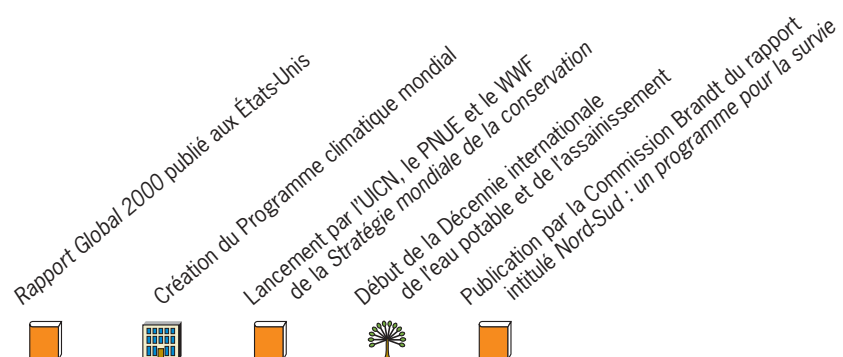 Rapport Global 2000 publié aux États-Unis
Création du Programme climatique mondial
Lancement par l'UICN, le PNUE et le WWF
de la Stratégie mondiale de la conservation
Début de la Décennie internationale
de l'eau potable et de l'assainissement
Publication par la Commission Brandt du rapport
intitulé Nord-Sud : un programme pour la survie